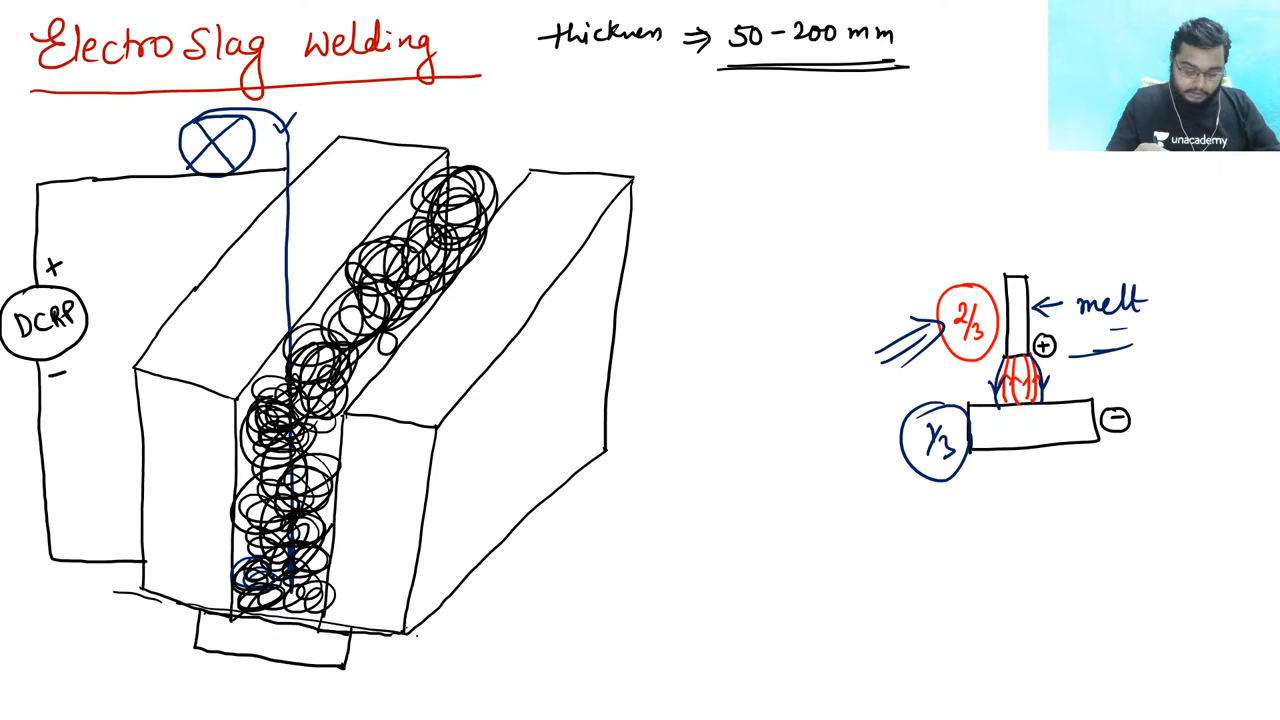 Electro Slag Welding
thickness ⇒ 50-200 mm
unacademy
+
DCRP
-
2/3
← melt
+
1/3
-